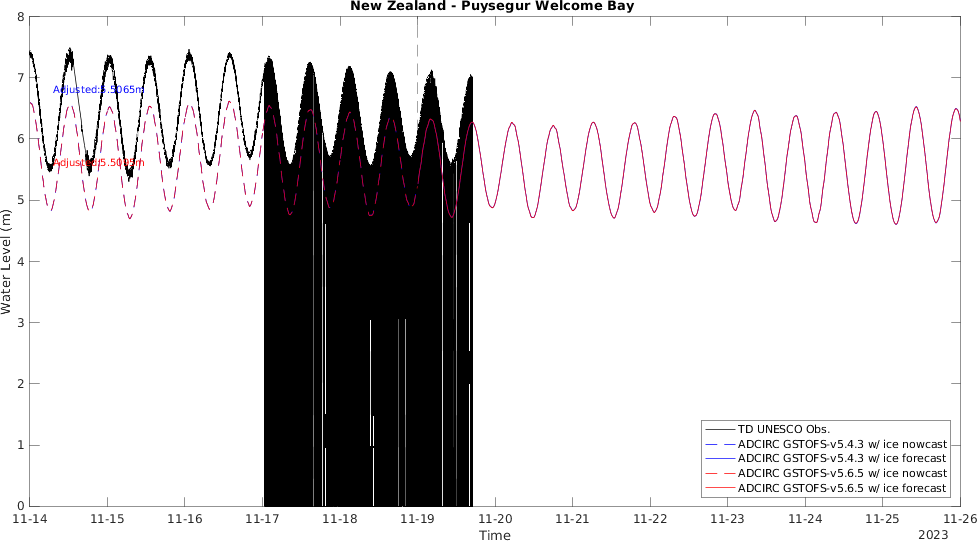 New Zealand - Puysegur Welcome Bay
8
7
6
5
4
3
2
1
0
Water Level (m)
Adjusted:5.5065m
Adjusted:5.5095m
TD UNESCO Obs.
ADCIRC GSTOFS-v5.4.3 w/ ice nowcast
ADCIRC GSTOFS-v5.4.3 w/ ice forecast
ADCIRC GSTOFS-v5.6.5 w/ ice nowcast
ADCIRC GSTOFS-v5.6.5 w/ ice forecast
11-14 11-15 11-16 11-17 11-18 11-19 11-20 11-21 11-22 11-23 11-24 11-25 11-26
Time
2023